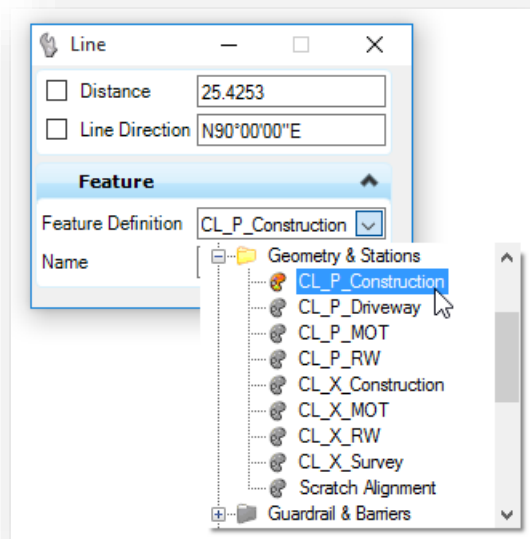 Line
Distance 25.4253
Line Direction N90°00'00"E
Feature
Feature Definition CL_P_Construction
Name
Geometry & Stations
CL_P_Construction
CL_P_Driveway
CL_P_MOT
CL_P_RW
CL_X_Construction
CL_X_MOT
CL_X_RW
CL_X_Survey
Scratch Alignment
Guardrail & Barriers